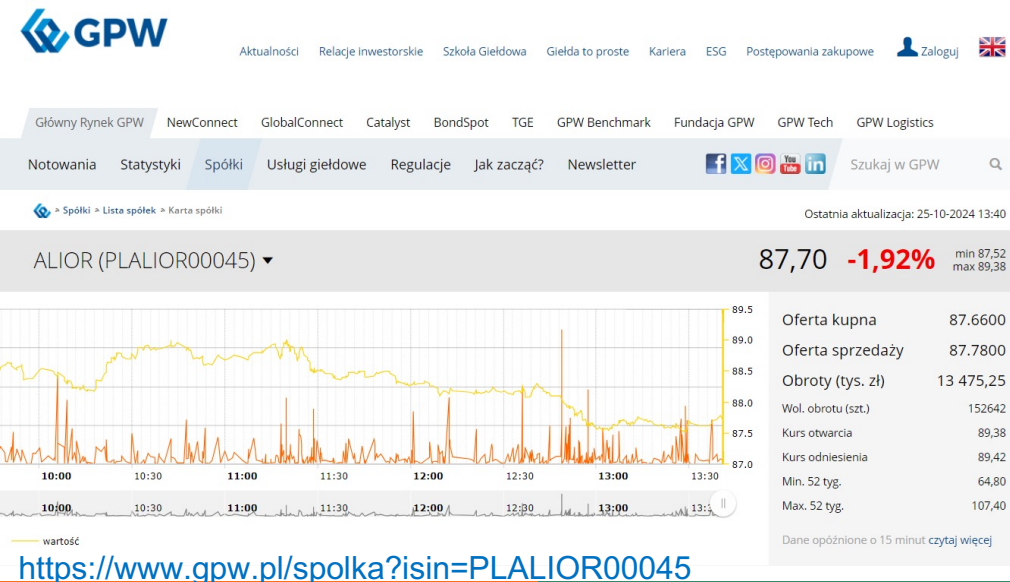 GPW
Aktualności Relacje inwestorskie Szkoła Giełdowa Giełda to proste Kariera ESG Postępowania zakupowe Zaloguj
Główny Rynek GPW NewConnect GlobalConnect Catalyst BondSpot TGE GPW Benchmark Fundacja GPW GPW Tech GPW Logistics
Notowania Statystyki Spółki Usługi giełdowe Regulacje Jak zacząć? Newsletter You Tube in Szukaj w GPW
» Spółki » Lista spółek » Karta spółki
Ostatnia aktualizacja: 25-10-2024 13:40
ALIOR (PLALIOR00045) 87,70 -1,92% min 87,52
max 89,38
89.5
89.0
88.5
88.0
87.5
87.0
10:00 10:30 11:00 11:30 12:00 12:30 13:00 13:30
10:00 10:30 11:00 11:30 12:00 12:30 13:00
wartość
Oferta kupna 87.6600
Oferta sprzedaży 87.7800
Obroty (tys. zł) 13 475,25
Wol. obrotu (szt.) 152642
Kurs otwarcia 89,38
Kurs odniesienia 89,42
Min. 52 tyg. 64,80
Max. 52 tyg. 107,40
Dane opóźnione o 15 minut czytaj więcej
https://www.gpw.pl/spolka?isin=PLALIOR00045